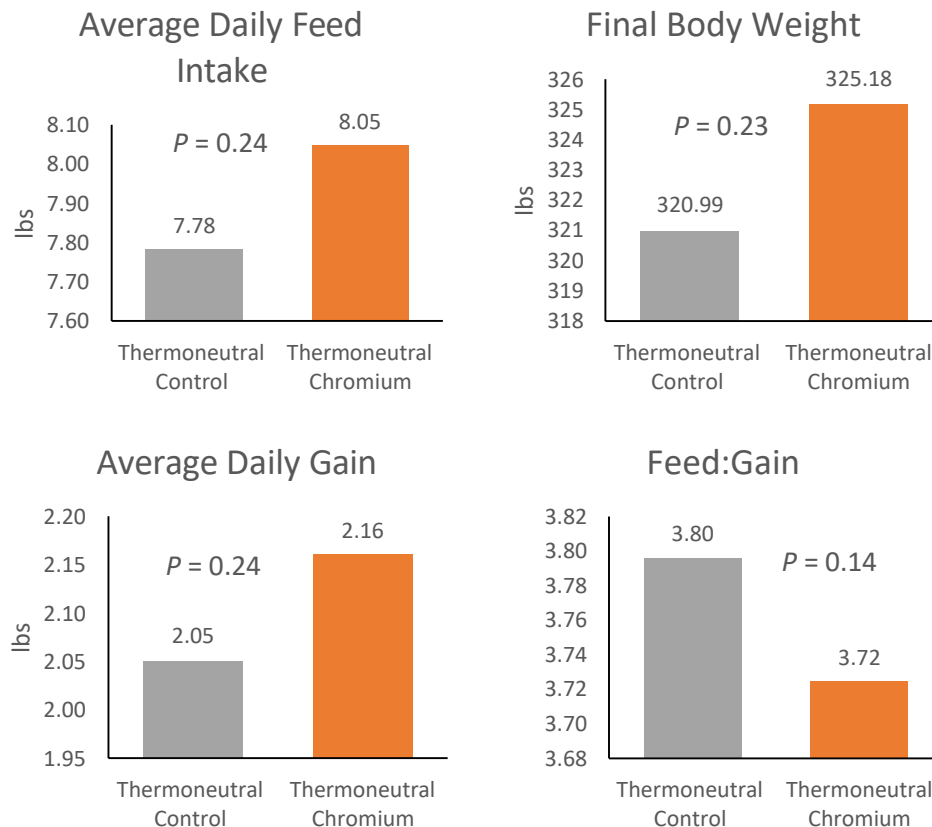 Average Daily Feed
Intake
8.10
8.00
7.90
7.80
7.70
7.60
lbs
P = 0.24
7.78
8.05
Thermoneutral
Control
Thermoneutral
Chromium
Final Body Weight
326
325
324
323
322
321
320
319
318
lbs
P = 0.23
320.99
325.18
Thermoneutral
Control
Thermoneutral
Chromium
Average Daily Gain
2.20
2.15
2.10
2.05
2.00
1.95
lbs
P = 0.24
2.05
2.16
Thermoneutral
Control
Thermoneutral
Chromium
Feed:Gain
3.82
3.80
3.78
3.76
3.74
3.72
3.70
3.68
3.80
P = 0.14
3.72
Thermoneutral
Control
Thermoneutral
Chromium